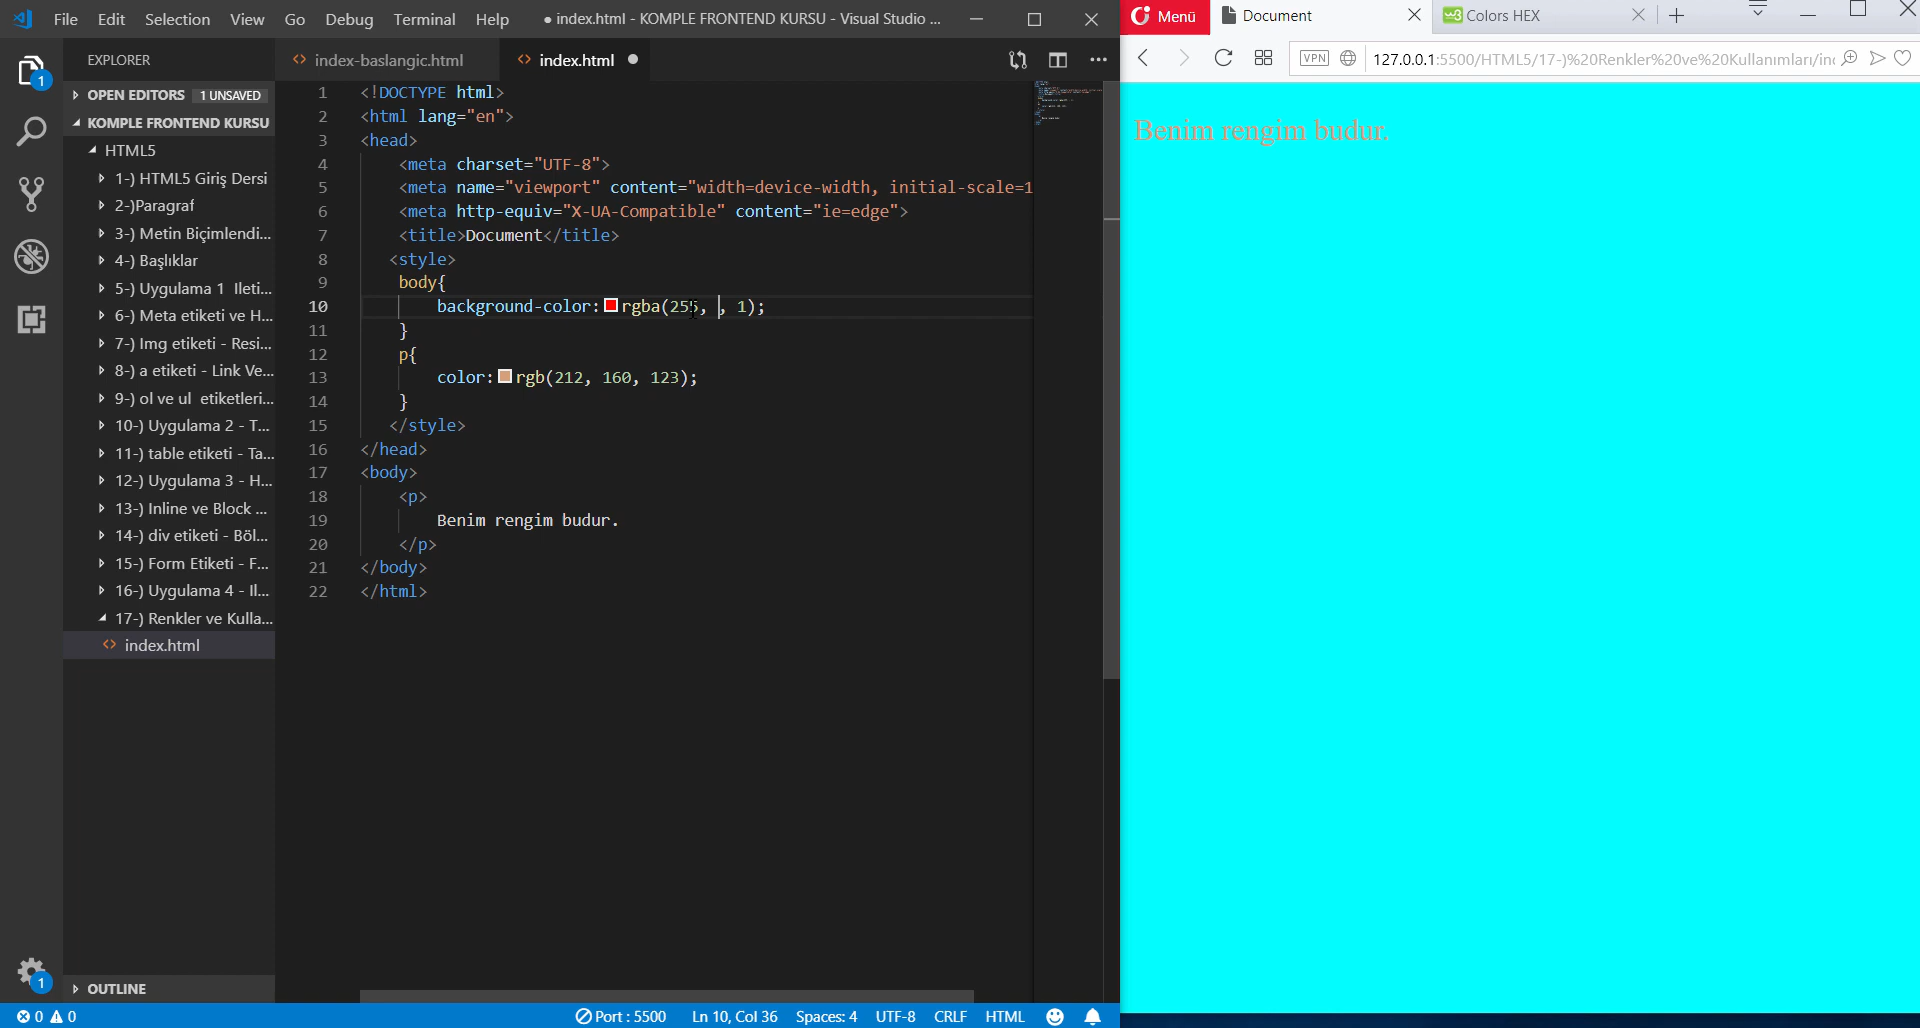 File Edit Selection View Go Debug Terminal Help
● index.html - KOMPLE FRONTEND KURSU - Visual Studio ...
EXPLORER
OPEN EDITORS 1 UNSAVED
KOMPLE FRONTEND KURSU
HTML5
1-) HTML5 Giriş Dersi
2-)Paragraf
3-) Metin Biçimlendi...
4-) Başlıklar
5-) Uygulama 1 Ileti...
6-) Meta etiketi ve H...
7-) Img etiketi - Resi...
8-) a etiketi - Link Ve...
9-) ol ve ul etiketleri...
10-) Uygulama 2 - T...
11-) table etiketi - Ta...
12-) Uygulama 3 - H...
13-) Inline ve Block ...
14-) div etiketi - Böl...
15-) Form Etiketi - F...
16-) Uygulama 4 - Il...
17-) Renkler ve Kulla...
index.html
OUTLINE
1
1
index-baslangic.html
index.html
1 <!DOCTYPE html>
2 <html lang="en">
3 <head>
4 <meta charset="UTF-8">
5 <meta name="viewport" content="width=device-width, initial-scale=1
6 <meta http-equiv="X-UA-Compatible" content="ie=edge">
7 <title>Document</title>
8 <style>
9 body{
10 background-color: rgba(255, , 1);
11 }
12 p{
13 color: rgb(212, 160, 123);
14 }
15 </style>
16 </head>
17 <body>
18 <p>
19 Benim rengim budur.
20 </p>
21 </body>
22 </html>
0 0
Port : 5500 Ln 10, Col 36 Spaces: 4 UTF-8 CRLF HTML
Menü
Document
w3 Colors HEX
VPN
127.0.0.1:5500/HTML5/17-)%20Renkler%20ve%20Kullanımları/in
Benim rengim budur.